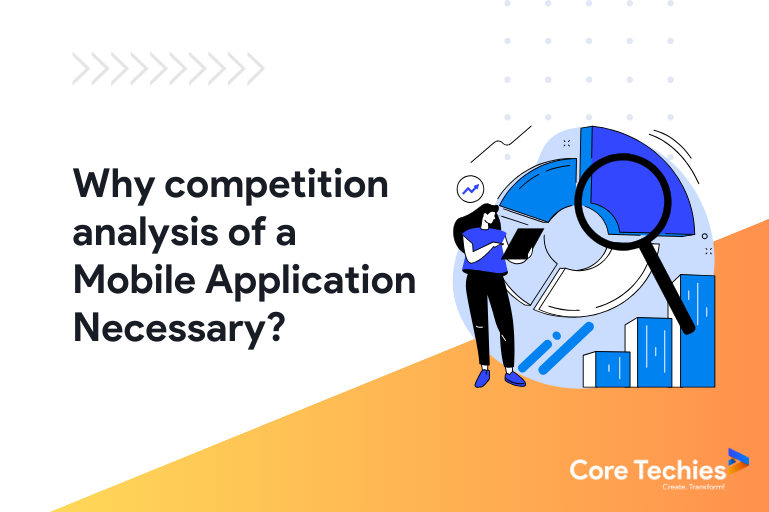 Why competition
analysis of a
Mobile Application
Necessary?
Core Techies
Create. Transform!